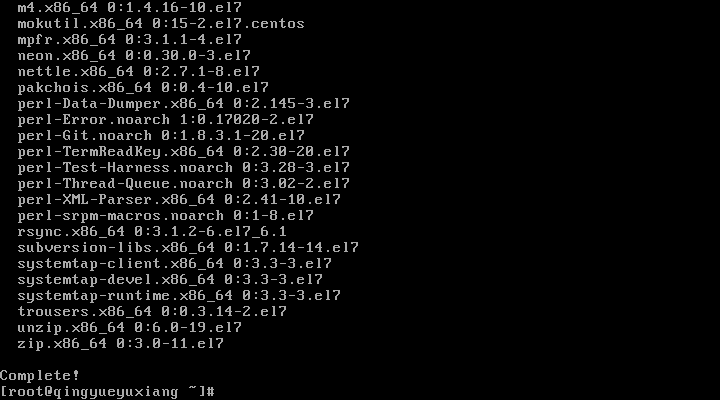 m4.x86_64 0:1.4.16-10.el7
mokutil.x86_64 0:15-2.el7.centos
mpfr.x86_64 0:3.1.1-4.el7
neon.x86_64 0:0.30.0-3.el7
nettle.x86_64 0:2.7.1-8.el7
pakchois.x86_64 0:0.4-10.el7
perl-Data-Dumper.x86_64 0:2.145-3.el7
perl-Error.noarch 1:0.17020-2.el7
perl-Git.noarch 0:1.8.3.1-20.el7
perl-TermReadKey.x86_64 0:2.30-20.el7
perl-Test-Harness.noarch 0:3.28-3.el7
perl-Thread-Queue.noarch 0:3.02-2.el7
perl-XML-Parser.x86_64 0:2.41-10.el7
perl-srpm-macros.noarch 0:1-8.el7
rsync.x86_64 0:3.1.2-6.el7_6.1
subversion-libs.x86_64 0:1.7.14-14.el7
systemtap-client.x86_64 0:3.3-3.el7
systemtap-devel.x86_64 0:3.3-3.el7
systemtap-runtime.x86_64 0:3.3-3.el7
trousers.x86_64 0:0.3.14-2.el7
unzip.x86_64 0:6.0-19.el7
zip.x86_64 0:3.0-11.el7
Complete!
[root@qingyueyuxiang ~]#